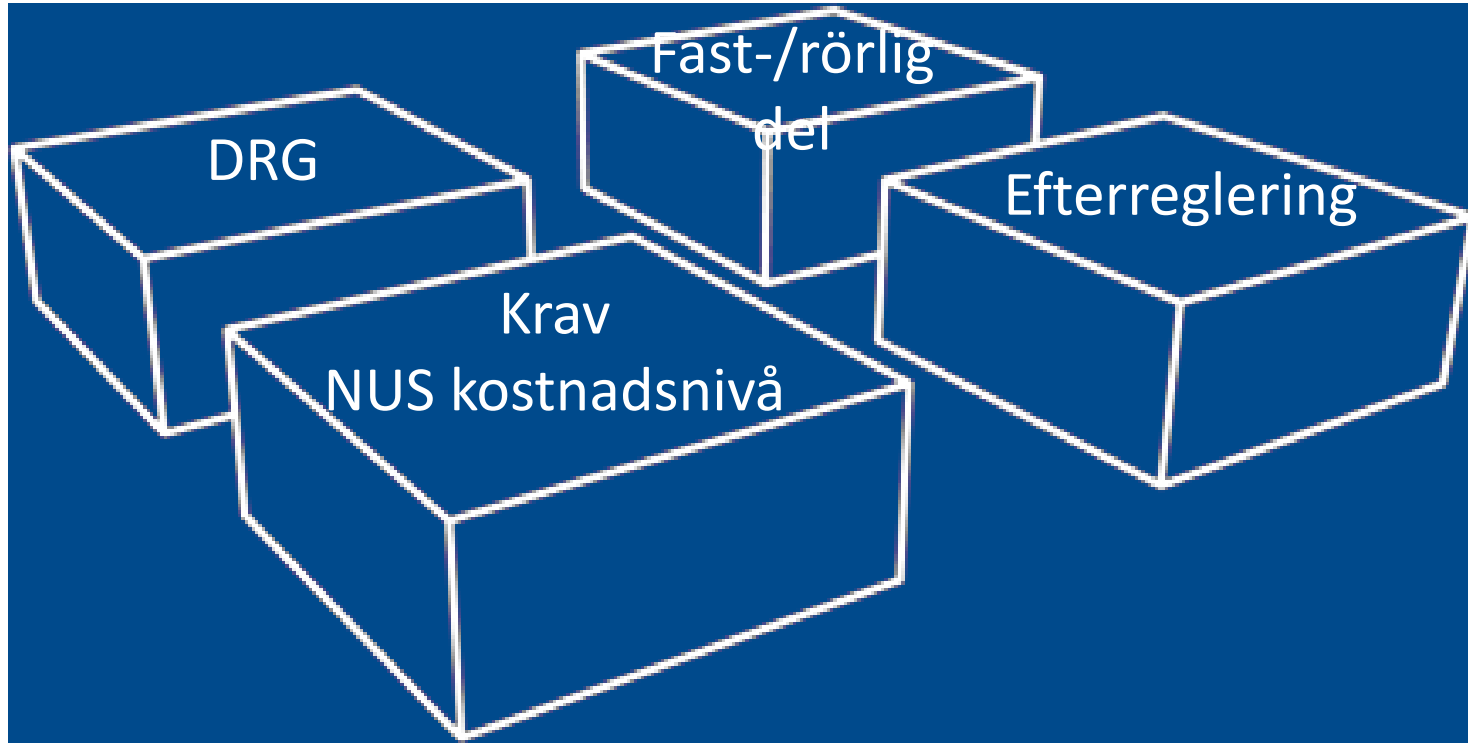 Fast-/rörlig
del
DRG
Efterreglering
Krav
NUS kostnadsnivå